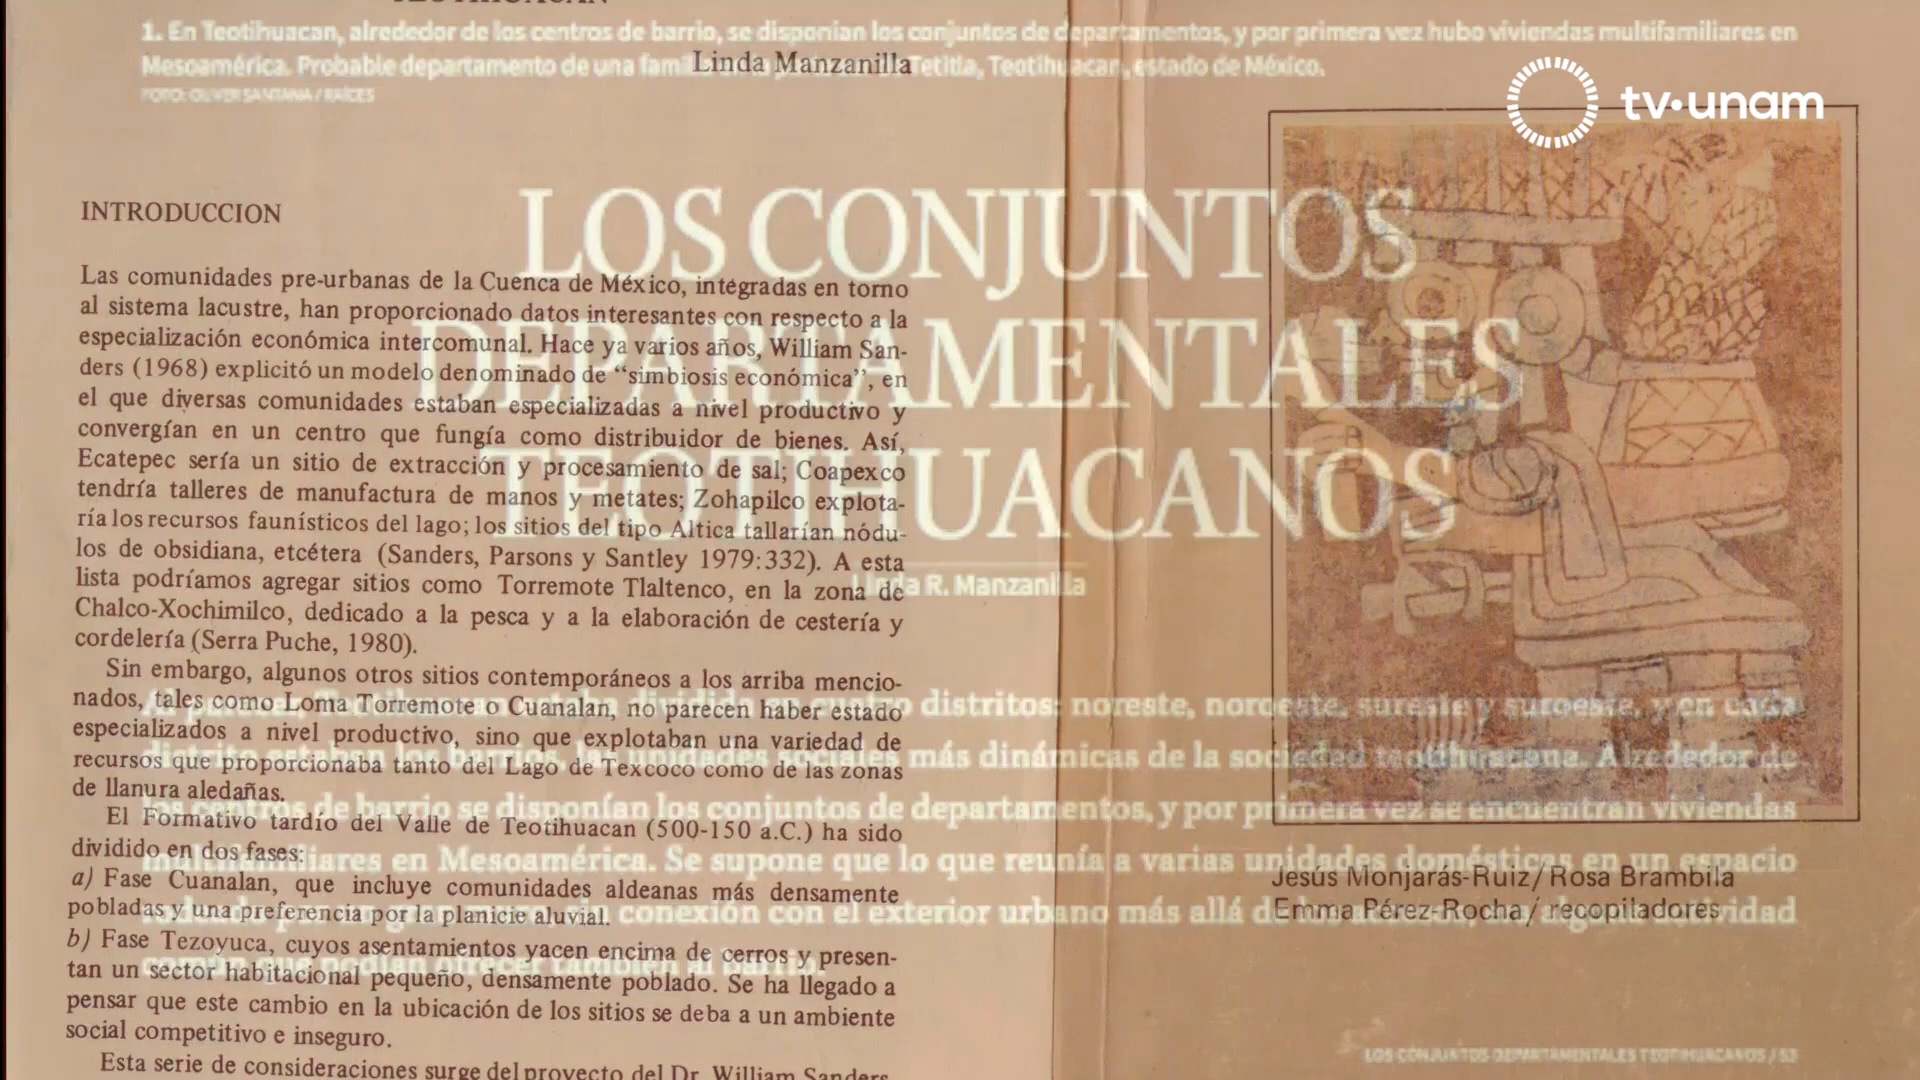 TEOTIHUACAN
1. En Teotihuacan, alrededor de los centros de barrio, se disponían los conjuntos de departamentos, y por primera vez hubo viviendas multifamiliares en
Mesoamérica. Probable departamento de una Tetitla, Teotihuacan, estado de México.
FOTO: OLIVER SANTANA / RAÍCES
Linda Manzanilla
tv·unam
LOS CONJUNTOS
DEPARTAMENTALES
TEOTIHUACANOS
Linda R. Manzanilla
INTRODUCCION
Las comunidades pre-urbanas de la Cuenca de México, integradas en torno
al sistema lacustre, han proporcionado datos interesantes con respecto a la
especialización económica intercomunal. Hace ya varios años, William San-
ders (1968) explicitó un modelo denominado de “simbiosis económica”, en
el que diversas comunidades estaban especializadas a nivel productivo y
convergían en un centro que fungía como distribuidor de bienes. Así,
Ecatepec sería un sitio de extracción y procesamiento de sal; Coapexco
tendría talleres de manufactura de manos y metates; Zohapilco explota-
ría los recursos faunísticos del lago; los sitios del tipo Altica tallarían nódu-
los de obsidiana, etcétera (Sanders, Parsons y Santley 1979:332). A esta
lista podríamos agregar sitios como Torremote Tlaltenco, en la zona de
Chalco-Xochimilco, dedicado a la pesca y a la elaboración de cestería y
cordelería (Serra Puche, 1980).
Sin embargo, algunos otros sitios contemporáneos a los arriba mencio-
nados, tales como Loma Torremote o Cuanalan, no parecen haber estado
especializados a nivel productivo, sino que explotaban una variedad de
recursos que proporcionaba tanto del Lago de Texcoco como de las zonas
de llanura aledañas.
El Formativo tardío del Valle de Teotihuacan (500-150 a.C.) ha sido
dividido en dos fases:
a) Fase Cuanalan, que incluye comunidades aldeanas más densamente
pobladas y una preferencia por la planicie aluvial.
b) Fase Tezoyuca, cuyos asentamientos yacen encima de cerros y presen-
tan un sector habitacional pequeño, densamente poblado. Se ha llegado a
pensar que este cambio en la ubicación de los sitios se deba a un ambiente
social competitivo e inseguro.
Esta serie de consideraciones surge del proyecto del Dr. William Sanders
distritos: noreste, noroeste, sureste y suroeste, y en cada
distrito estaban los barrios, más dinámicas de la sociedad teotihuacana. Alrededor de
los centros de barrio se disponían los conjuntos de departamentos, y por primera vez se encuentran viviendas
multifamiliares en Mesoamérica. Se supone que lo que reunía a varias unidades domésticas en un espacio
conexión con el exterior urbano más allá
Jesús Monjarás-Ruiz/Rosa Brambila
Emma Pérez-Rocha/recopiladores
LOS CONJUNTOS DEPARTAMENTALES TEOTIHUACANOS / 53